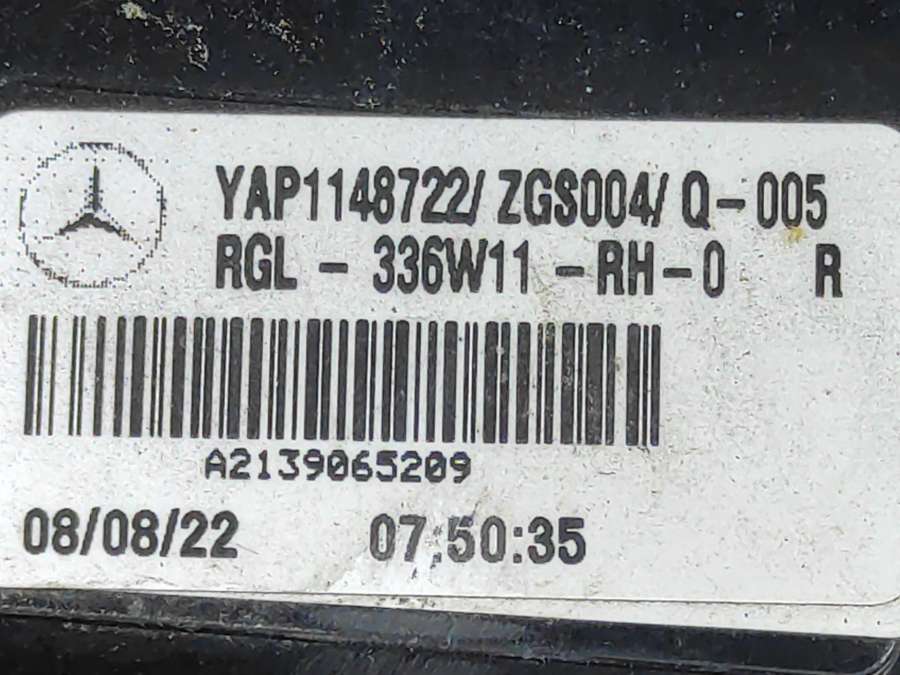 YAP1148722/ ZGS004/ Q-005
RGL - 336W11 -RH-0 R
A2139065209
08/08/22 07:50:35